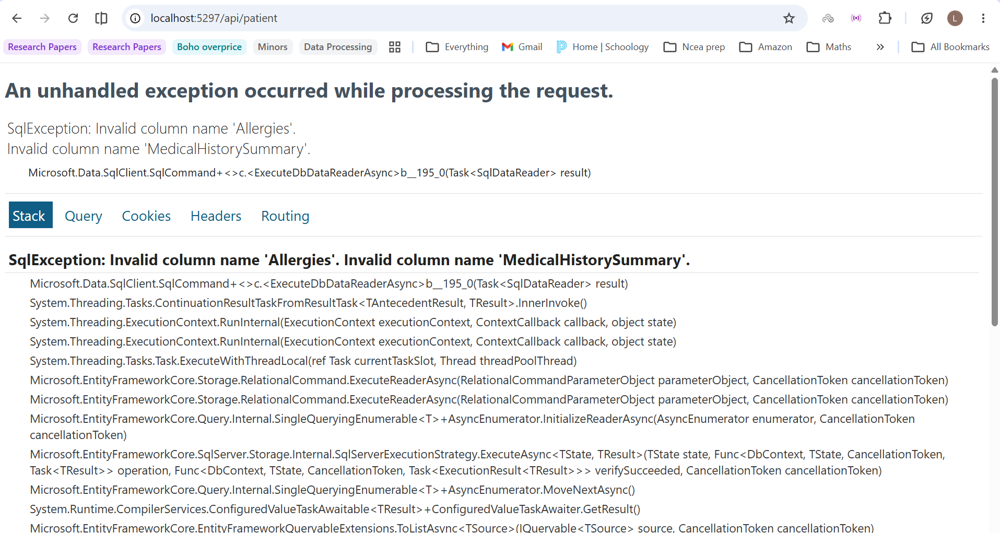 localhost:5297/api/patient
L
Research Papers
Research Papers
Boho overprice
Minors
Data Processing
Everything
Gmail
Home | Schoology
Ncea prep
Amazon
Maths
All Bookmarks
An unhandled exception occurred while processing the request.
SqlException: Invalid column name 'Allergies'.
Invalid column name 'MedicalHistorySummary'.
Microsoft.Data.SqlClient.SqlCommand+<>c.<ExecuteDbDataReaderAsync>b__195_0(Task<SqlDataReader> result)
Stack Query Cookies Headers Routing
SqlException: Invalid column name 'Allergies'. Invalid column name 'MedicalHistorySummary'.
Microsoft.Data.SqlClient.SqlCommand+<>c.<ExecuteDbDataReaderAsync>b__195_0(Task<SqlDataReader> result)
System.Threading.Tasks.ContinuationResultTaskFromResultTask<TAntecedentResult, TResult>.InnerInvoke()
System.Threading.ExecutionContext.RunInternal(ExecutionContext executionContext, ContextCallback callback, object state)
System.Threading.ExecutionContext.RunInternal(ExecutionContext executionContext, ContextCallback callback, object state)
System.Threading.Tasks.Task.ExecuteWithThreadLocal(ref Task currentTaskSlot, Thread threadPoolThread)
Microsoft.EntityFrameworkCore.Storage.RelationalCommand.ExecuteReaderAsync(RelationalCommandParameterObject parameterObject, CancellationToken cancellationToken)
Microsoft.EntityFrameworkCore.Storage.RelationalCommand.ExecuteReaderAsync(RelationalCommandParameterObject parameterObject, CancellationToken cancellationToken)
Microsoft.EntityFrameworkCore.Query.Internal.SingleQueryingEnumerable<T>+AsyncEnumerator.InitializeReaderAsync(AsyncEnumerator enumerator, CancellationToken
cancellationToken)
Microsoft.EntityFrameworkCore.SqlServer.Storage.Internal.SqlServerExecutionStrategy.ExecuteAsync<TState, TResult>(TState state, Func<DbContext, TState, CancellationToken,
Task<TResult>> operation, Func<DbContext, TState, CancellationToken, Task<ExecutionResult<TResult>>> verifySucceeded, CancellationToken cancellationToken)
Microsoft.EntityFrameworkCore.Query.Internal.SingleQueryingEnumerable<T>+AsyncEnumerator.MoveNextAsync()
System.Runtime.CompilerServices.ConfiguredValueTaskAwaitable<TResult>+ConfiguredValueTaskAwaiter.GetResult()
Microsoft.EntityFrameworkCore.EntityFrameworkQueryableExtensions.ToListAsync<TSource>(IQueryable<TSource> source, CancellationToken cancellationToken)